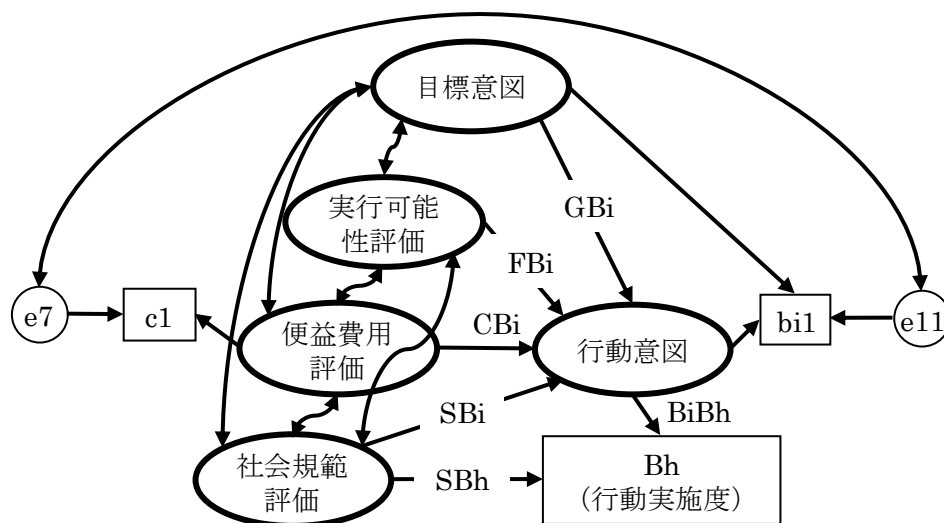 目標意図
実行可能
性評価
GBi
FBi
e7
c1
便益費用
評価
CBi
行動意図
bi1
e11
SBi
BiBh
社会規範
評価
SBh
Bh
（行動実施度）